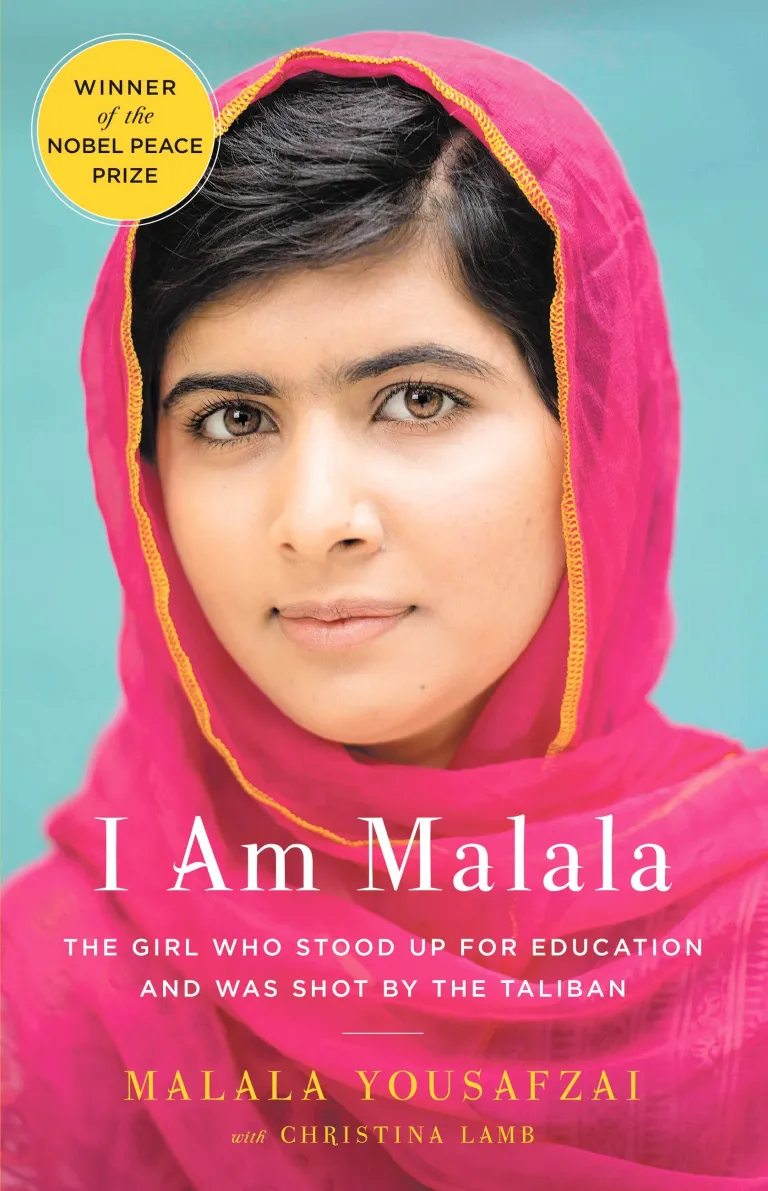 WINNER
of the
NOBEL PEACE
PRIZE
I Am Malala
THE GIRL WHO STOOD UP FOR EDUCATION
AND WAS SHOT BY THE TALIBAN
MALALA YOUSAFZAI
with CHRISTINA LAMB